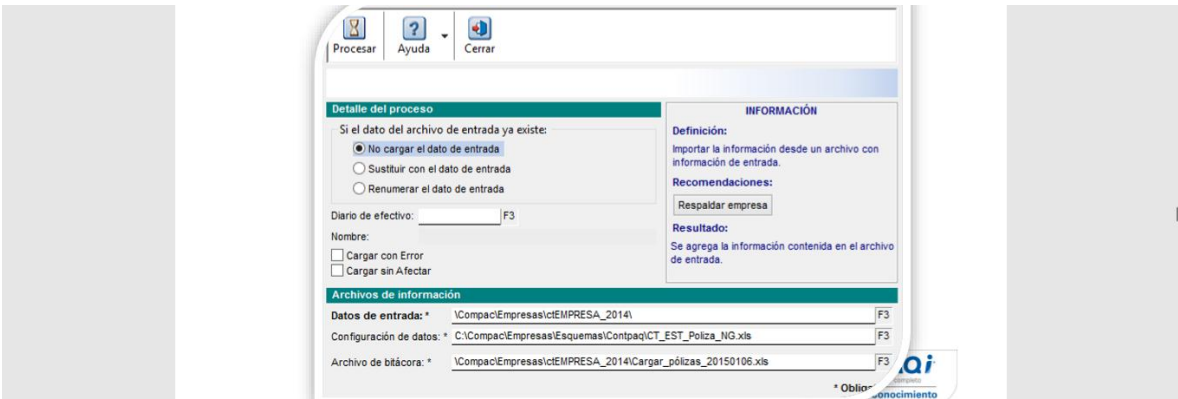 Procesar
Ayuda
Cerrar
Detalle del proceso
Si el dato del archivo de entrada ya existe:
No cargar el dato de entrada
Sustituir con el dato de entrada
Renumerar el dato de entrada
Diario de efectivo:
F3
Nombre:
Cargar con Error
Cargar sin Afectar
INFORMACIÓN
Definición:
Importar la información desde un archivo con
información de entrada.
Recomendaciones:
Respaldar empresa
Resultado:
Se agrega la información contenida en el archivo
de entrada.
Archivos de información
Datos de entrada: * \Compac\Empresas\ctEMPRESA_2014\ F3
Configuración de datos: * C:\Compac\Empresas\Esquemas\Contpaq\CT_EST_Poliza_NG.xls F3
Archivo de bitácora: * \Compac\Empresas\ctEMPRESA_2014\Cargar_pólizas_20150106.xls F3
completo